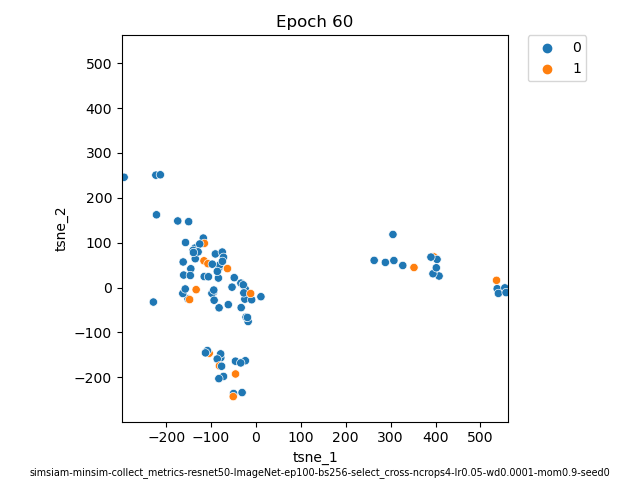 Epoch 60
0
1
500
400
300
200
100
0
−100
−200
tsne_2
−200 −100 0 100 200 300 400 500
tsne_1
simsiam-minsim-collect_metrics-resnet50-ImageNet-ep100-bs256-select_cross-ncrops4-lr0.05-wd0.0001-mom0.9-seed0